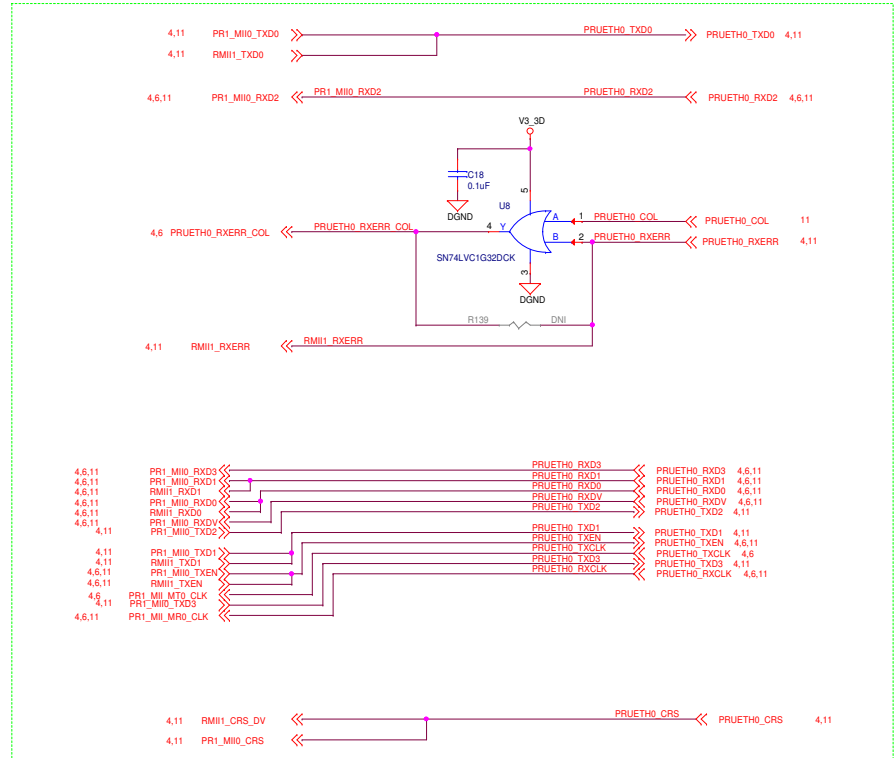 4,11 PR1_MII0_TXD0 PRUETH0_TXD0 PRUETH0_TXD0 4,11
4,11 RMII1_TXD0
4,6,11 PR1_MII0_RXD2 PR1_MII0_RXD2 PRUETH0_RXD2 PRUETH0_RXD2 4,6,11
V3_3D
C18
0.1uF
5
U8
DGND
A 1 PRUETH0_COL PRUETH0_COL 11
4,6 PRUETH0_RXERR_COL PRUETH0_RXERR_COL 4 Y
B 2 PRUETH0_RXERR PRUETH0_RXERR 4,11
SN74LVC1G32DCK
3
DGND
R139 DNI
4,11 RMII1_RXERR RMII1_RXERR
4,6,11 PR1_MII0_RXD3 PRUETH0_RXD3 PRUETH0_RXD3 4,6,11
4,6,11 PR1_MII0_RXD1 PRUETH0_RXD1 PRUETH0_RXD1 4,6,11
4,6,11 RMII1_RXD1 PRUETH0_RXD0 PRUETH0_RXD0 4,6,11
4,6,11 PR1_MII0_RXD0 PRUETH0_RXDV PRUETH0_RXDV 4,6,11
4,6,11 RMII1_RXD0 PRUETH0_TXD2 PRUETH0_TXD2 4,11
4,6,11 PR1_MII0_RXDV
4,11 PR1_MII0_TXD2
PRUETH0_TXD1 PRUETH0_TXD1 4,11
PRUETH0_TXEN PRUETH0_TXEN 4,6,11
4,11 PR1_MII0_TXD1 PRUETH0_TXCLK PRUETH0_TXCLK 4,6
4,11 RMII1_TXD1 PRUETH0_TXD3 PRUETH0_TXD3 4,11
4,6,11 PR1_MII0_TXEN PRUETH0_RXCLK PRUETH0_RXCLK 4,6,11
4,6,11 RMII1_TXEN
4,6 PR1_MII_MT0_CLK
4,11 PR1_MII0_TXD3
4,6,11 PR1_MII_MR0_CLK
4,11 RMII1_CRS_DV PRUETH0_CRS PRUETH0_CRS 4,11
4,11 PR1_MII0_CRS